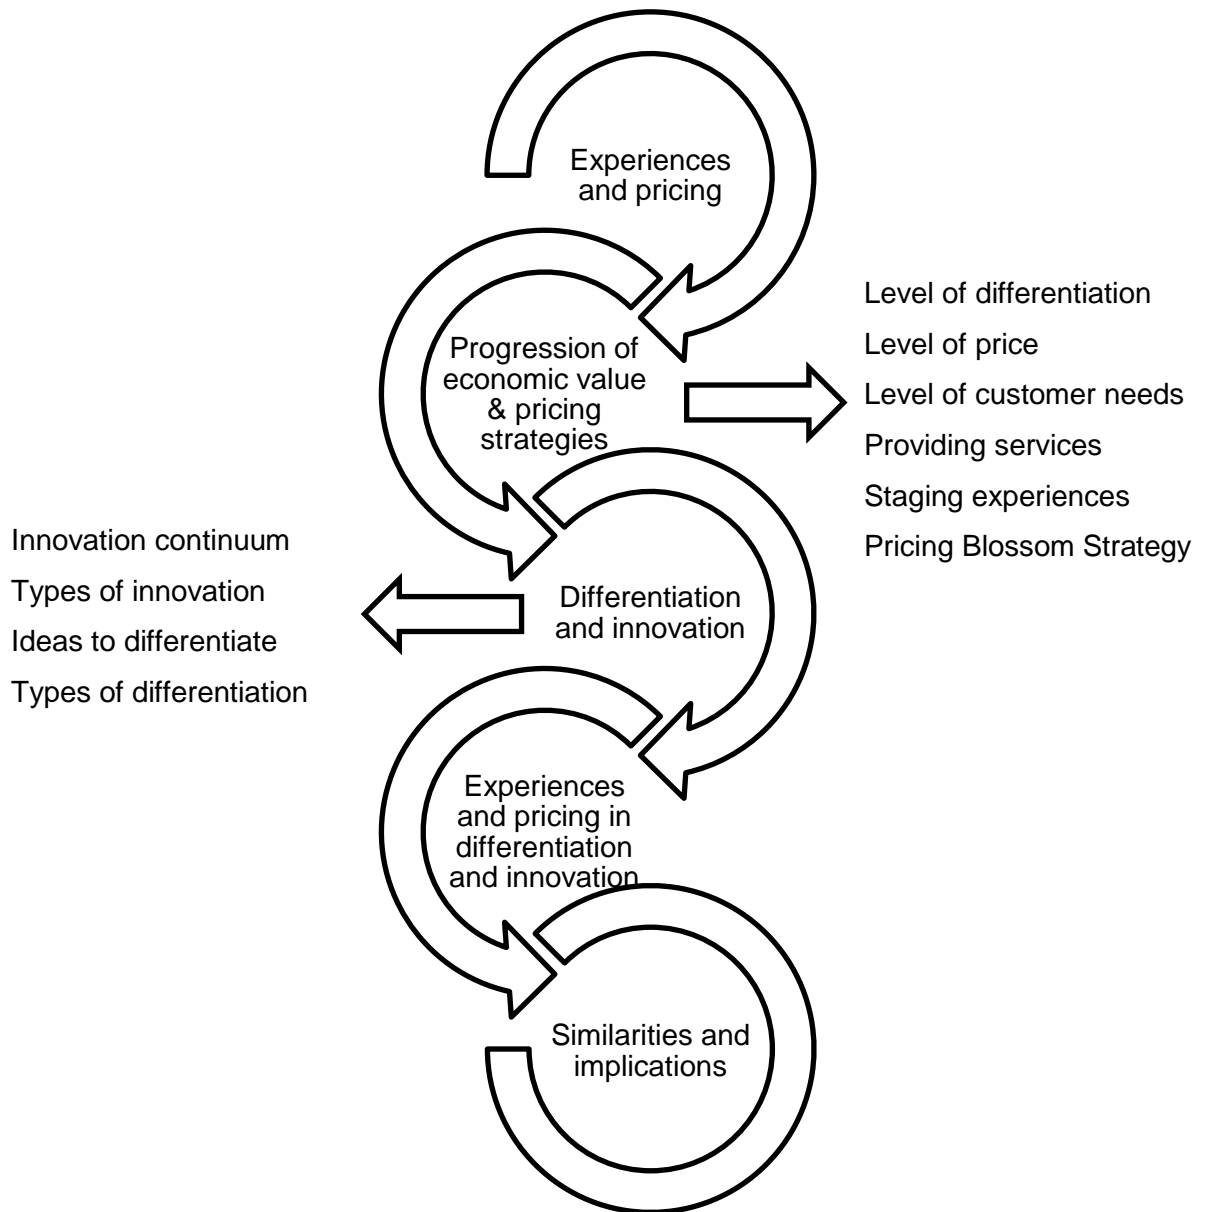 Experiences
and pricing
Progression of
economic value
& pricing
strategies
Level of differentiation
Level of price
Level of customer needs
Providing services
Staging experiences
Pricing Blossom Strategy
Differentiation
and innovation
Innovation continuum
Types of innovation
Ideas to differentiate
Types of differentiation
Experiences
and pricing in
differentiation
and innovation
Similarities and
implications